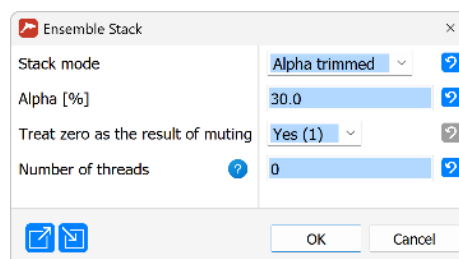 Ensemble Stack
Stack mode Alpha trimmed
Alpha [%] 30.0
Treat zero as the result of muting Yes (1)
Number of threads ? 0
OK Cancel